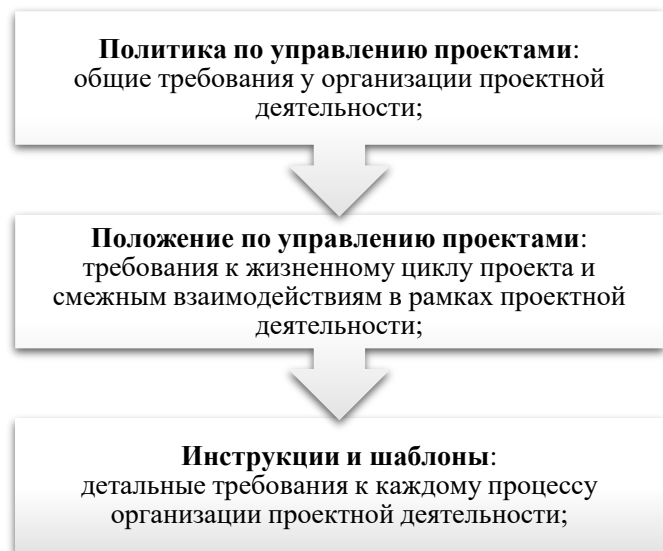 Политика по управлению проектами:
общие требования у организации проектной
деятельности;
Положение по управлению проектами:
требования к жизненному циклу проекта и
смежным взаимодействиям в рамках проектной
деятельности;
Инструкции и шаблоны:
детальные требования к каждому процессу
организации проектной деятельности;